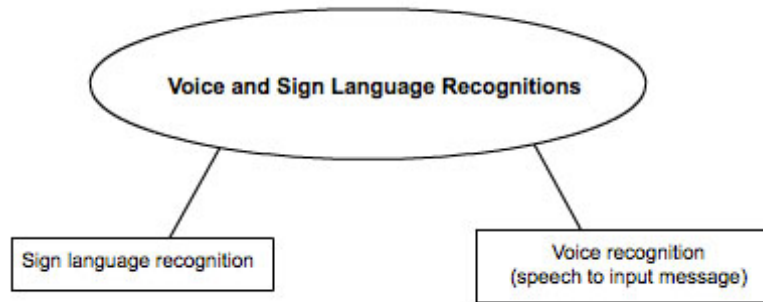 Voice and Sign Language Recognitions
Sign language recognition
Voice recognition
(speech to input message)